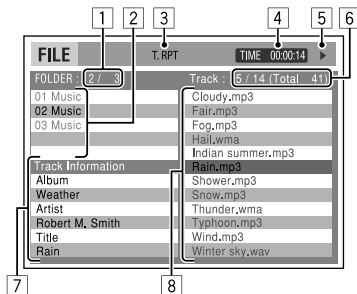 1 2 3 4 5
FILE T. RPT TIME 00:00:14
6
FOLDER : 2 / 3 Track : 5 / 14 (Total 41)
01 Music
02 Music
03 Music
Cloudy.mp3
Fair.mp3
Fog.mp3
Hail.wma
Indian summer.mp3
Rain.mp3
Shower.mp3
Snow.mp3
Thunder.wma
Typhoon.mp3
Wind.mp3
Winter sky.wav
Track Information
Album
Weather
Artist
Robert M. Smith
Title
Rain
7 8